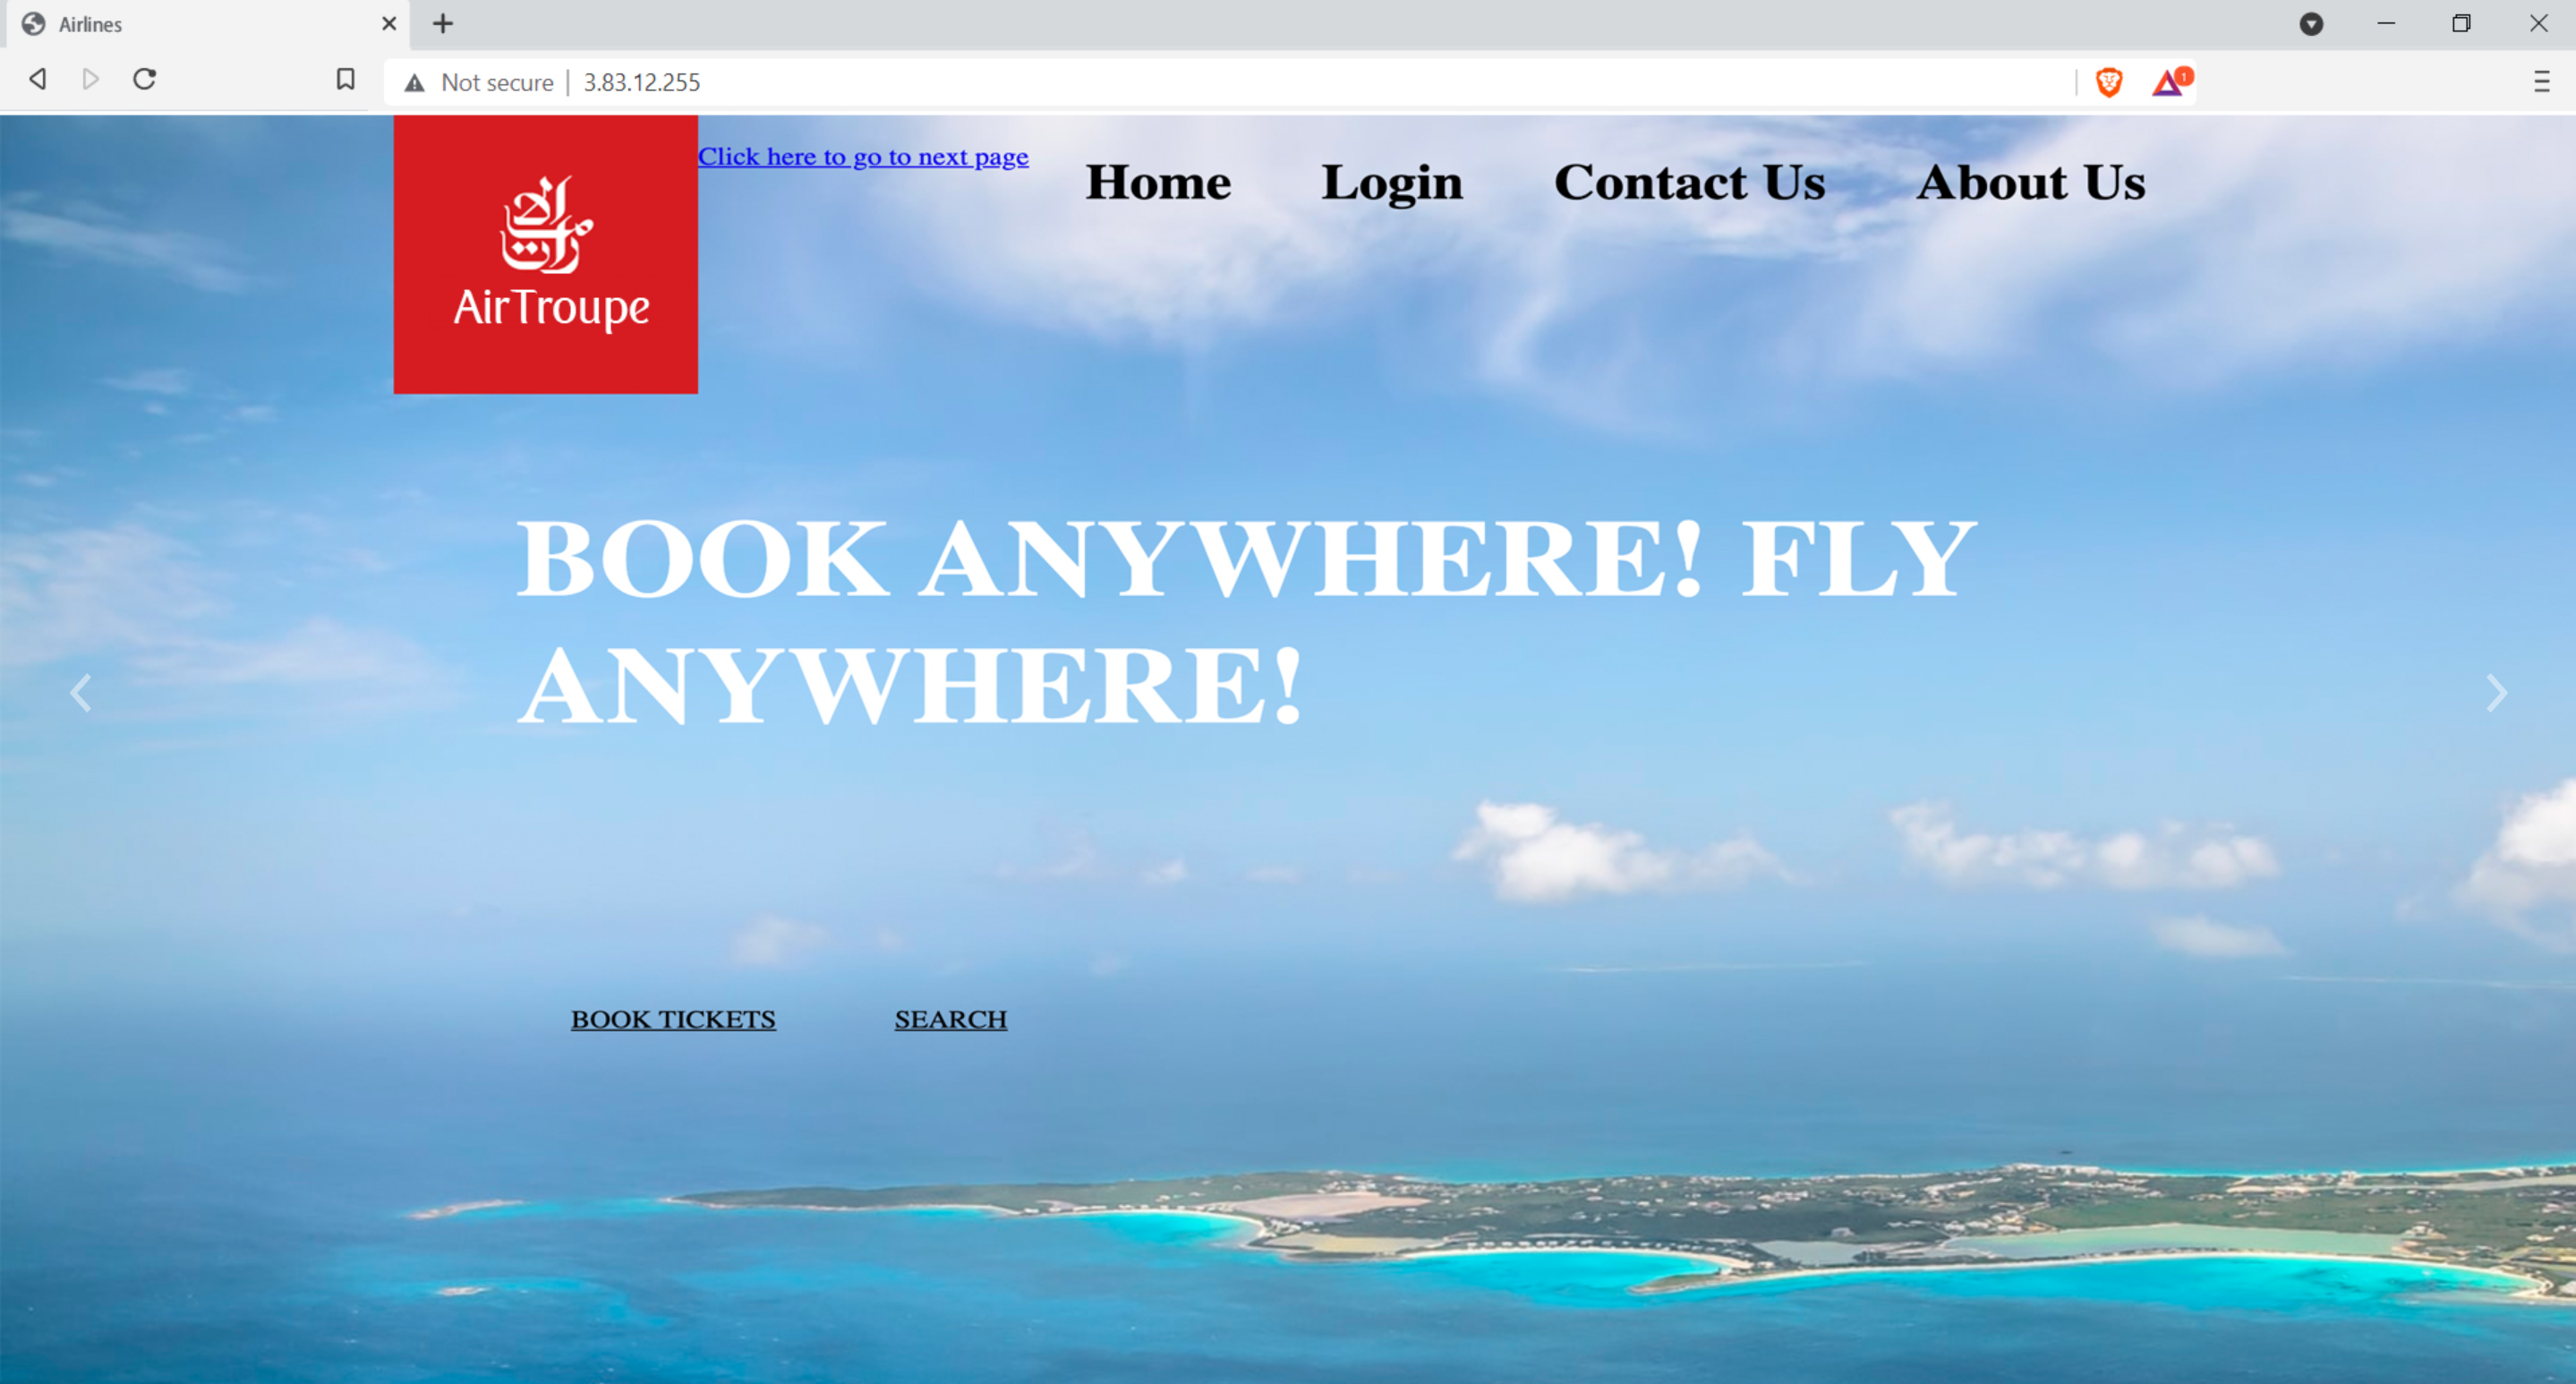 Airlines
Not secure 3.83.12.255
1
Click here to go to next page
Home Login Contact Us About Us
AirTroupe
BOOK ANYWHERE! FLY
ANYWHERE!
BOOK TICKETS SEARCH